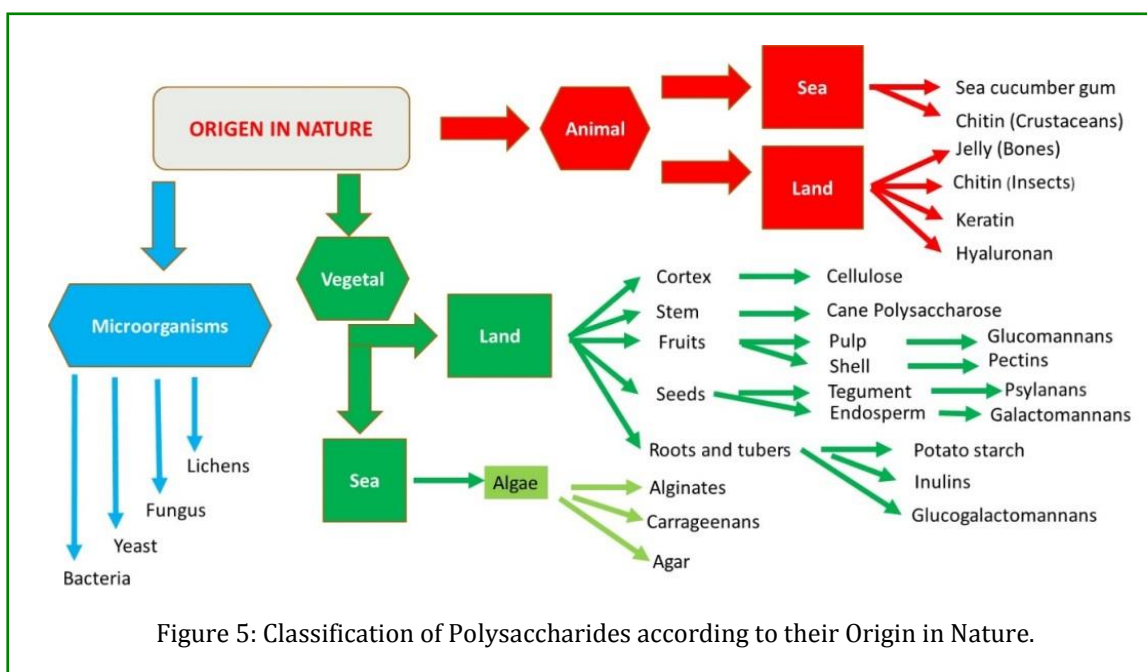 ORIGEN IN NATURE
Animal
Sea
Sea cucumber gum
Chitin (Crustaceans)
Land
Jelly (Bones)
Chitin (Insects)
Keratin
Hyaluronan
Vegetal
Land
Cortex
Cellulose
Stem
Cane Polysaccharose
Fruits
Pulp
Glucomannans
Shell
Pectins
Seeds
Tegument
Psylanans
Endosperm
Galactomannans
Roots and tubers
Potato starch
Inulins
Glucogalactomannans
Sea
Algae
Alginates
Carrageenans
Agar
Microorganisms
Lichens
Fungus
Yeast
Bacteria
Figure 5: Classification of Polysaccharides according to their Origin in Nature.